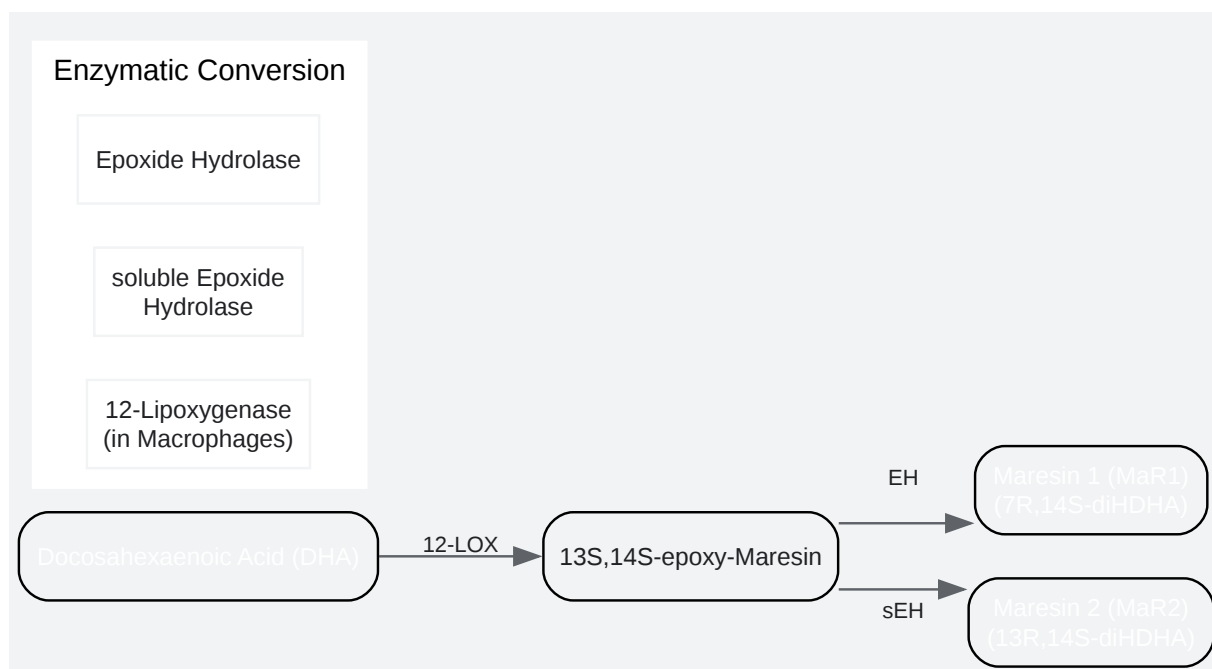 Enzymatic Conversion
Epoxide Hydrolase
soluble Epoxide
Hydrolase
12-Lipoxygenase
(in Macrophages)
Docosahexaenoic Acid (DHA)
12-LOX
13S,14S-epoxy-Maresin
EH
Maresin 1 (MaR1)
(7R,14S-diHDHA)
sEH
Maresin 2 (MaR2)
(13R,14S-diHDHA)